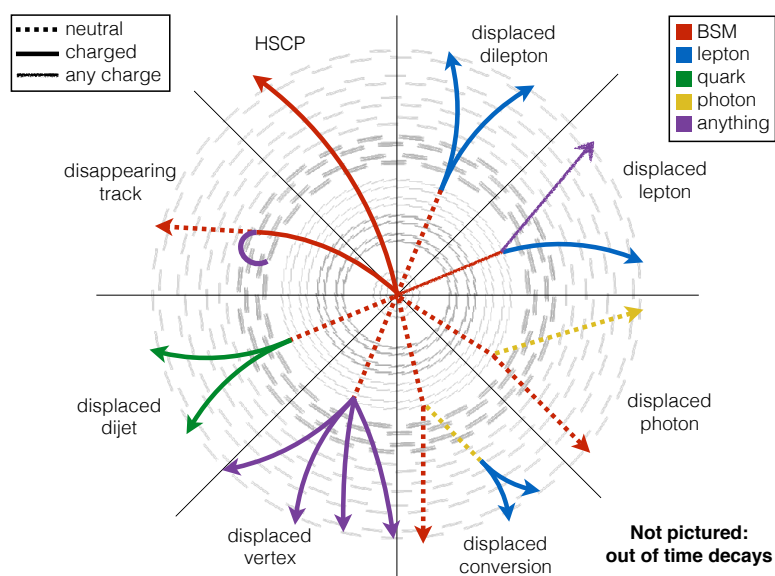 neutral
charged
any charge
HSCP
displaced
dilepton
BSM
lepton
quark
photon
anything
disappearing
track
displaced
lepton
displaced
dijet
displaced
photon
displaced
vertex
displaced
conversion
Not pictured:
out of time decays